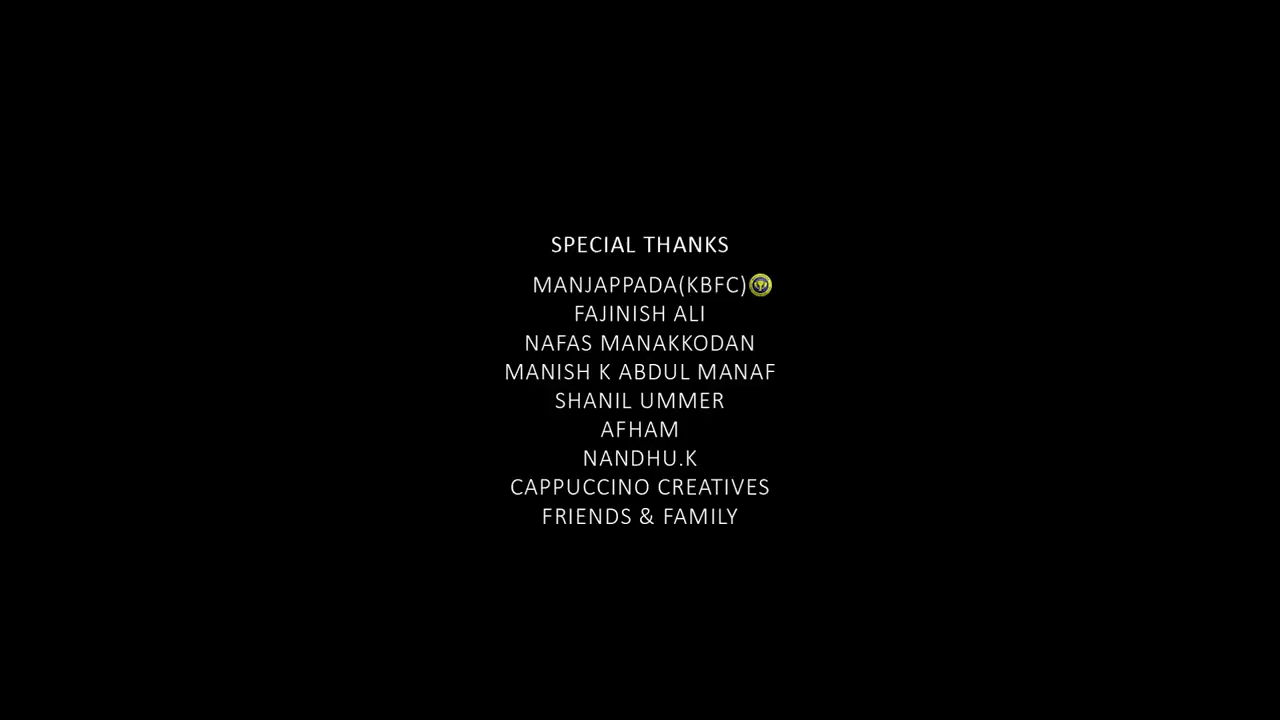 SPECIAL THANKS
MANJAPPADA(KBFC)
FAJINISH ALI
NAFAS MANAKKODAN
MANISH K ABDUL MANAF
SHANIL UMMER
AFHAM
NANDHU.K
CAPPUCCINO CREATIVES
FRIENDS & FAMILY